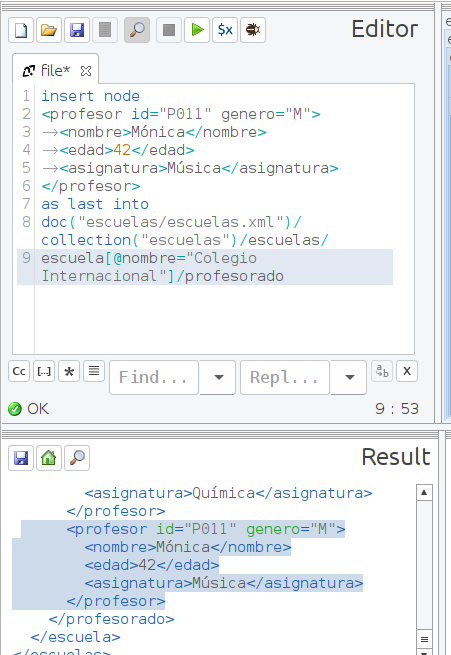 $x
Editor
file*
1 insert node
2 <profesor id="P011" genero="M">
3 →<nombre>Mónica</nombre>
4 →<edad>42</edad>
5 →<asignatura>Música</asignatura>
6 </profesor>
7 as last into
8 doc("escuelas/escuelas.xml")/
collection("escuelas")/escuelas/
9 escuela[@nombre="Colegio
Internacional"]/profesorado
Cc [...] * Find... Repl... a b X
OK 9 : 53
Result
<asignatura>Química</asignatura>
</profesor>
<profesor id="P011" genero="M">
<nombre>Mónica</nombre>
<edad>42</edad>
<asignatura>Música</asignatura>
</profesor>
</profesorado>
</escuela>
</escuelas>